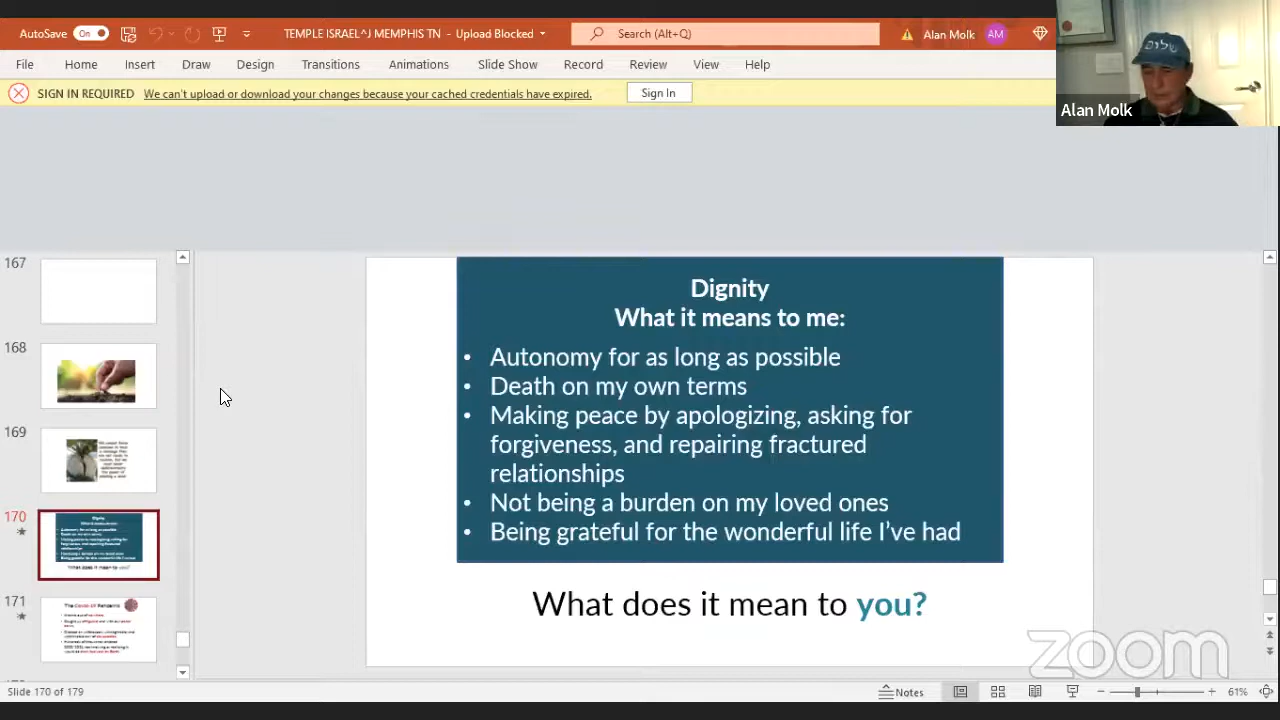 AutoSave On TEMPLE ISRAEL^J MEMPHIS TN - Upload Blocked Search (Alt+Q) Alan Molk AM
File Home Insert Draw Design Transitions Animations Slide Show Record Review View Help
SIGN IN REQUIRED We can't upload or download your changes because your cached credentials have expired. Sign In
שלום
Alan Molk
167
168
169
170
171
The Covid-19 Pandemic
Dignity
What it means to me:
• Autonomy for as long as possible
• Death on my own terms
• Making peace by apologizing, asking for
forgiveness, and repairing fractured
relationships
• Not being a burden on my loved ones
• Being grateful for the wonderful life I've had
What does it mean to you?
zoom
Slide 170 of 179 Notes 61%